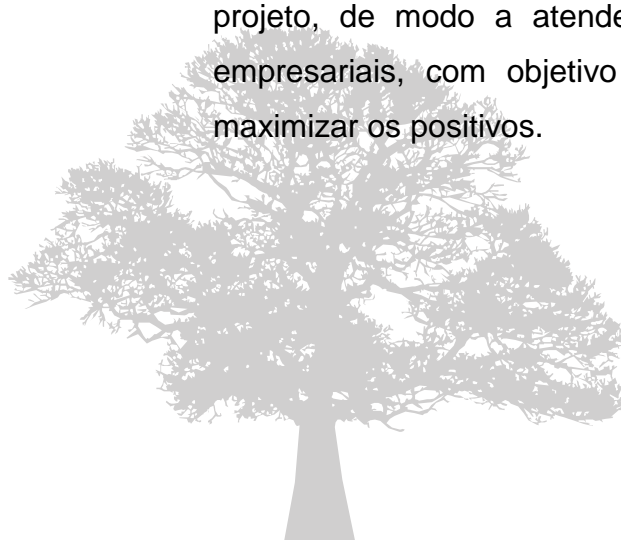 projeto, de modo a atende
empresariais, com objetivo
maximizar os positivos.